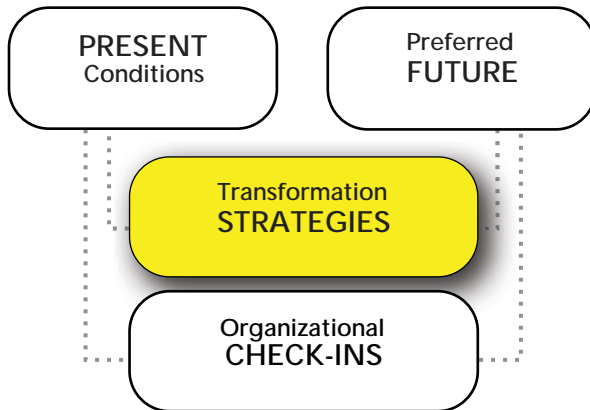 PRESENT
Conditions
Preferred
FUTURE
Transformation
STRATEGIES
Organizational
CHECK-INS